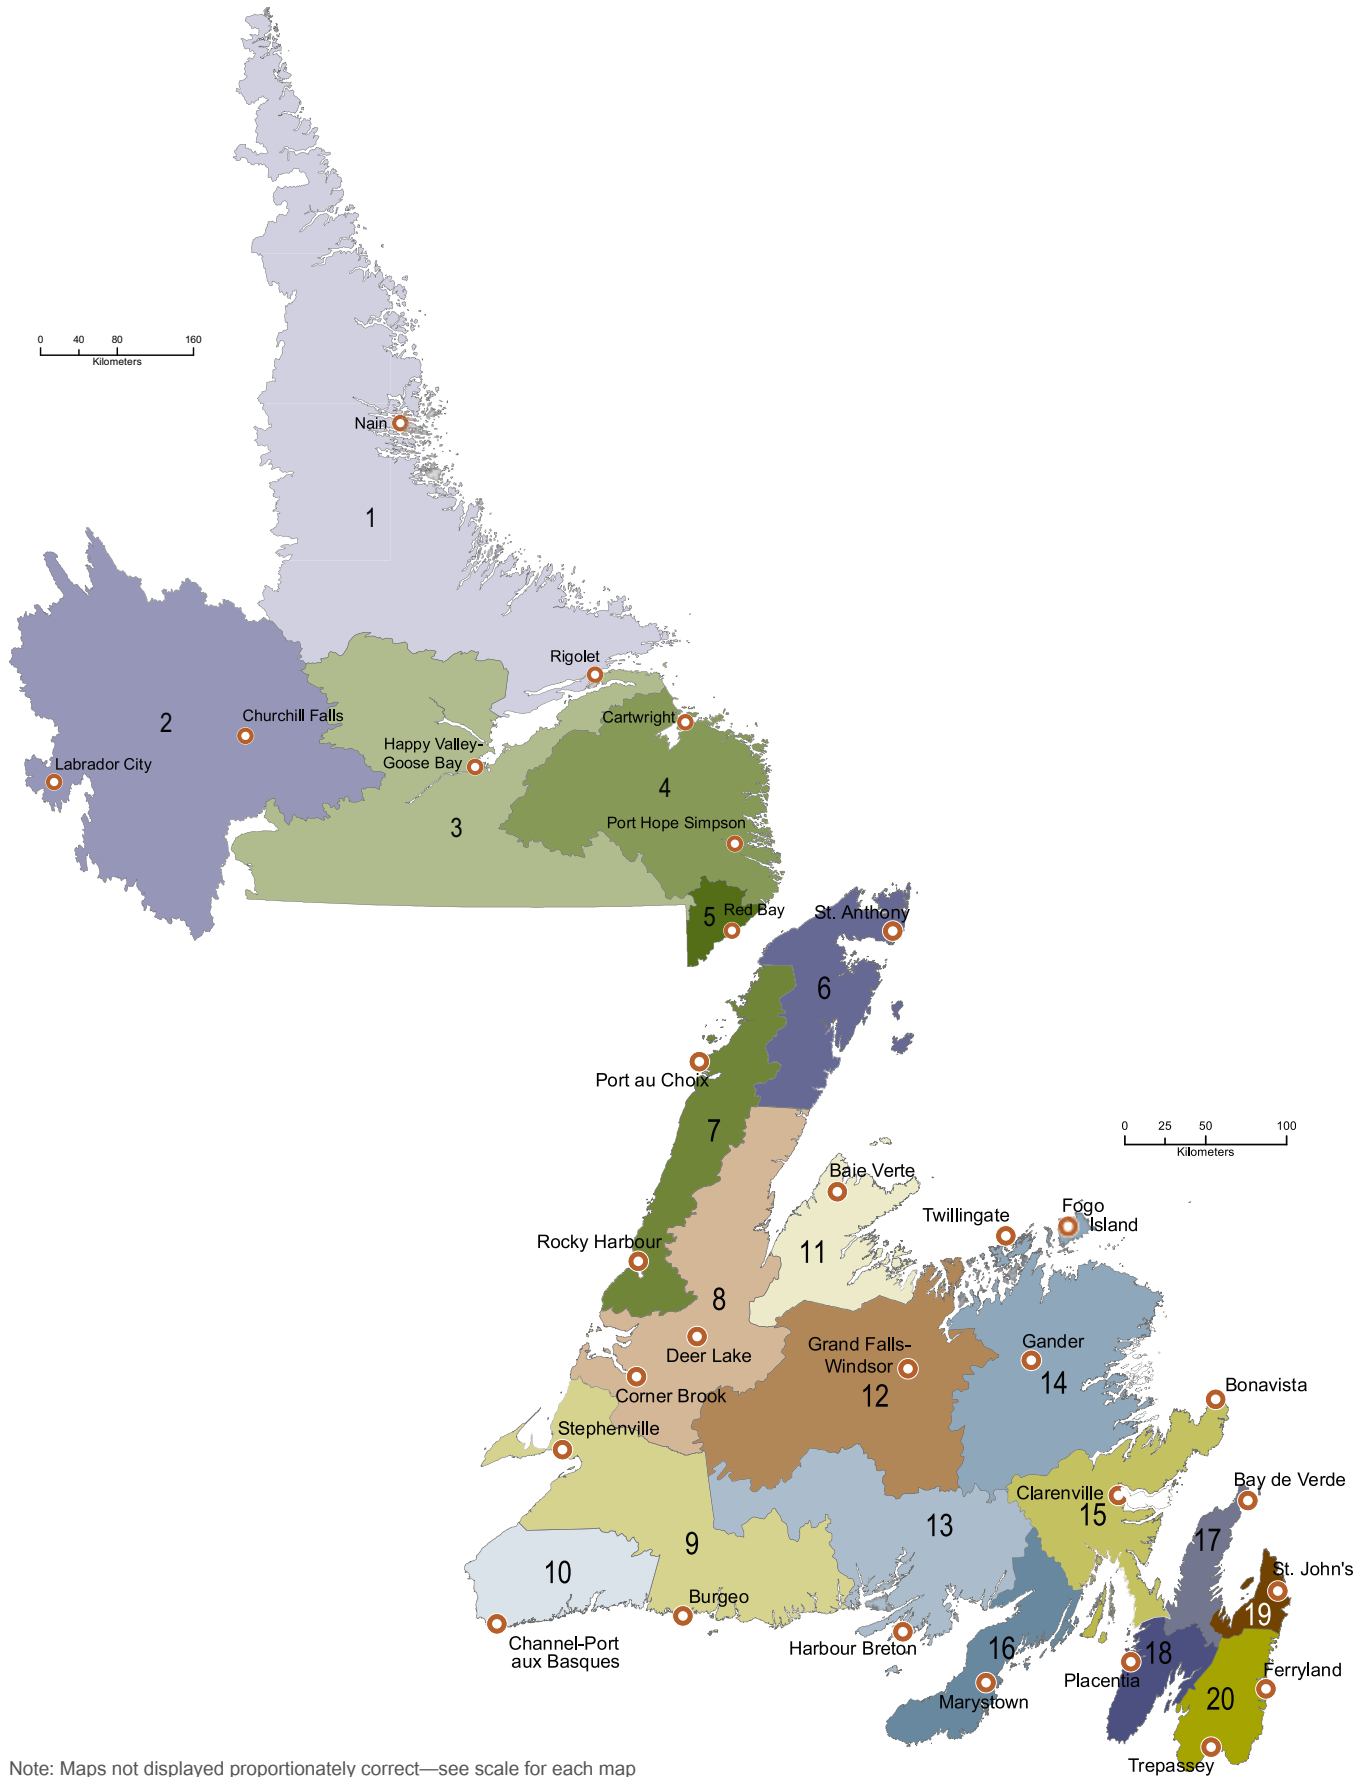 0 40 80 160
Kilometers
Nain
1
Rigolet
2
Churchill Falls
Cartwright
Happy Valley-
Goose Bay
Labrador City
4
3
Port Hope Simpson
5
Red Bay
St. Anthony
6
Port au Choix
7
0 25 50 100
Kilometers
Baie Verte
Twillingate
Fogo
Island
Rocky Harbour
11
8
Deer Lake
Grand Falls-
Windsor
Gander
12
14
Corner Brook
Bonavista
Stephenville
Clarenville
15
Bay de Verde
13
17
9
10
St. John's
Burgeo
19
Channel-Port
aux Basques
Harbour Breton
16
18
Placentia
Ferryland
Marystown
20
Trepassey
Note: Maps not displayed proportionately correct—see scale for each map